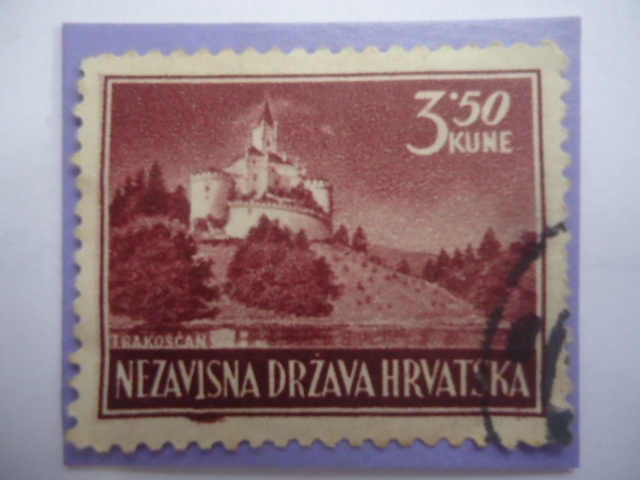 3·50
KUNE
TRAKOŠĆAN
NEZAVISNA DRŽAVA HRVATSKA